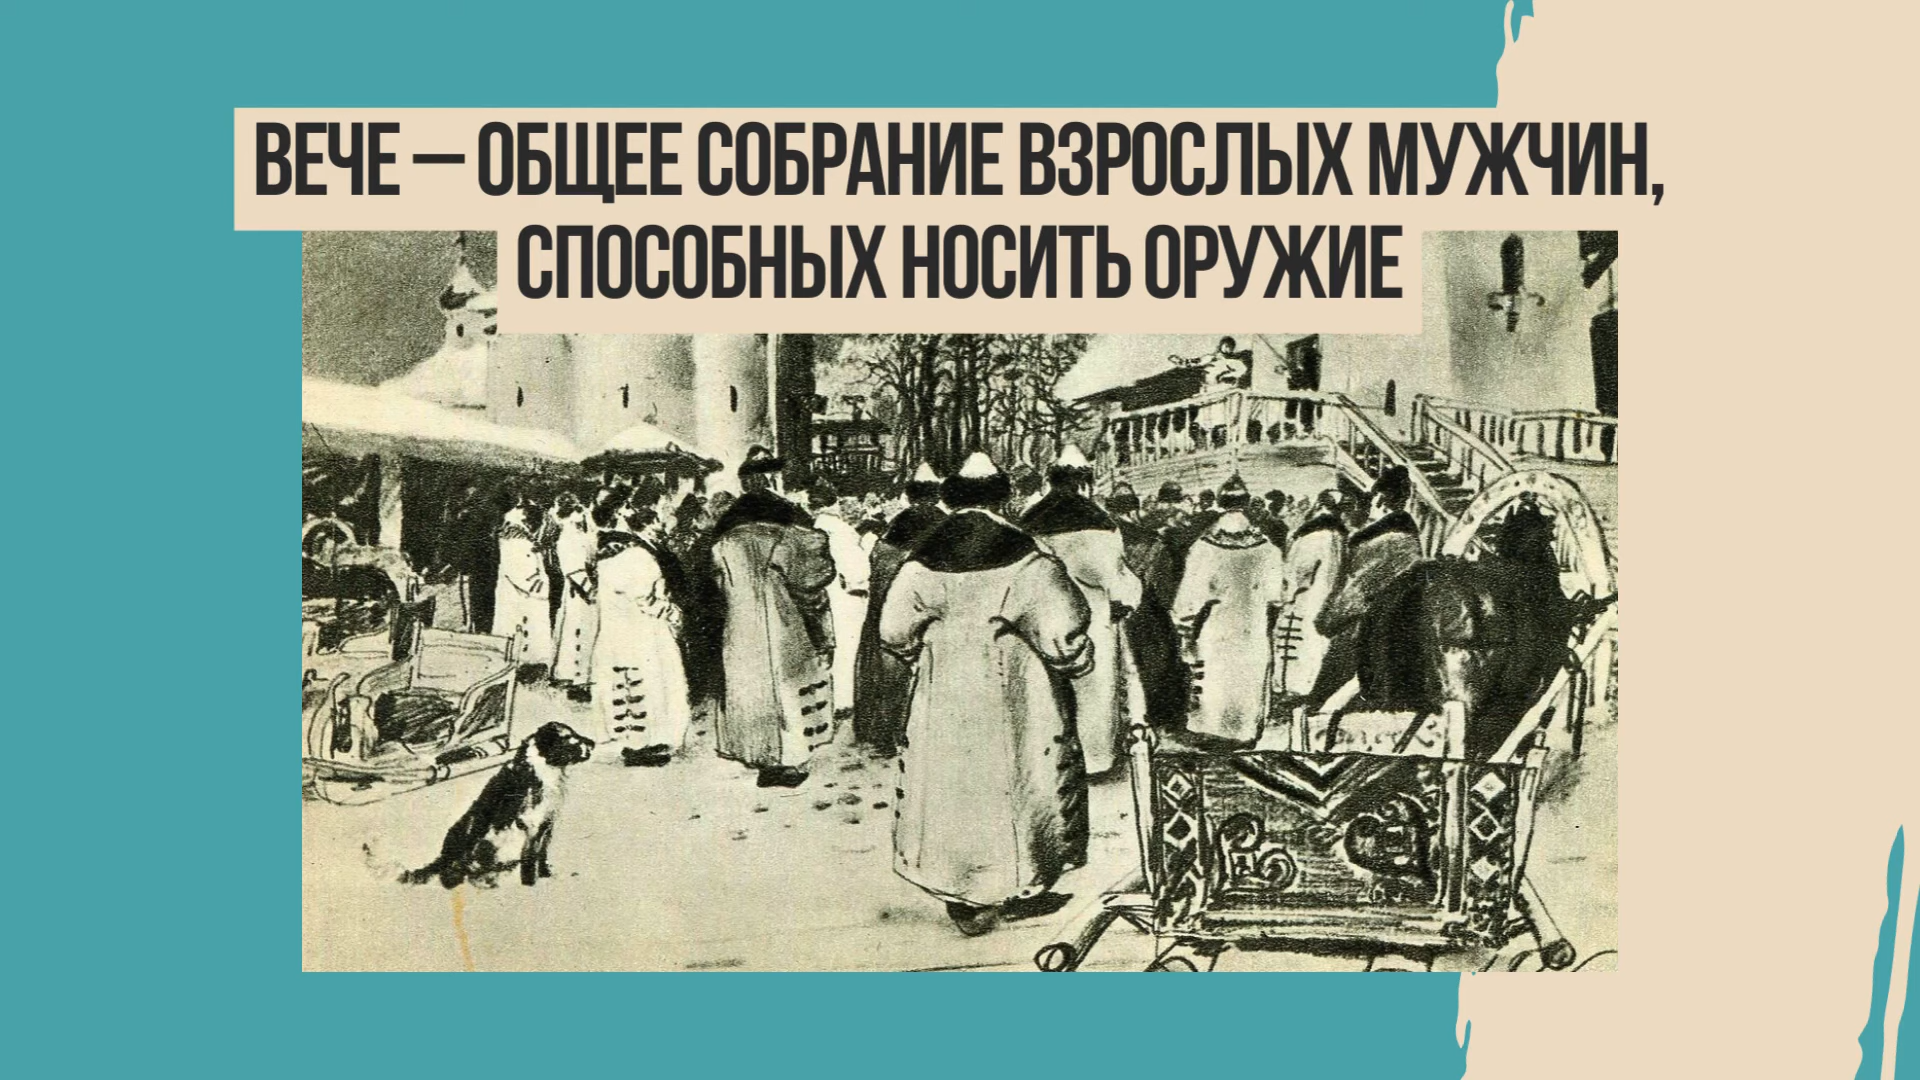 ВЕЧЕ — ОБЩЕЕ СОБРАНИЕ ВЗРОСЛЫХ МУЖЧИН,
СПОСОБНЫХ НОСИТЬ ОРУЖИЕ